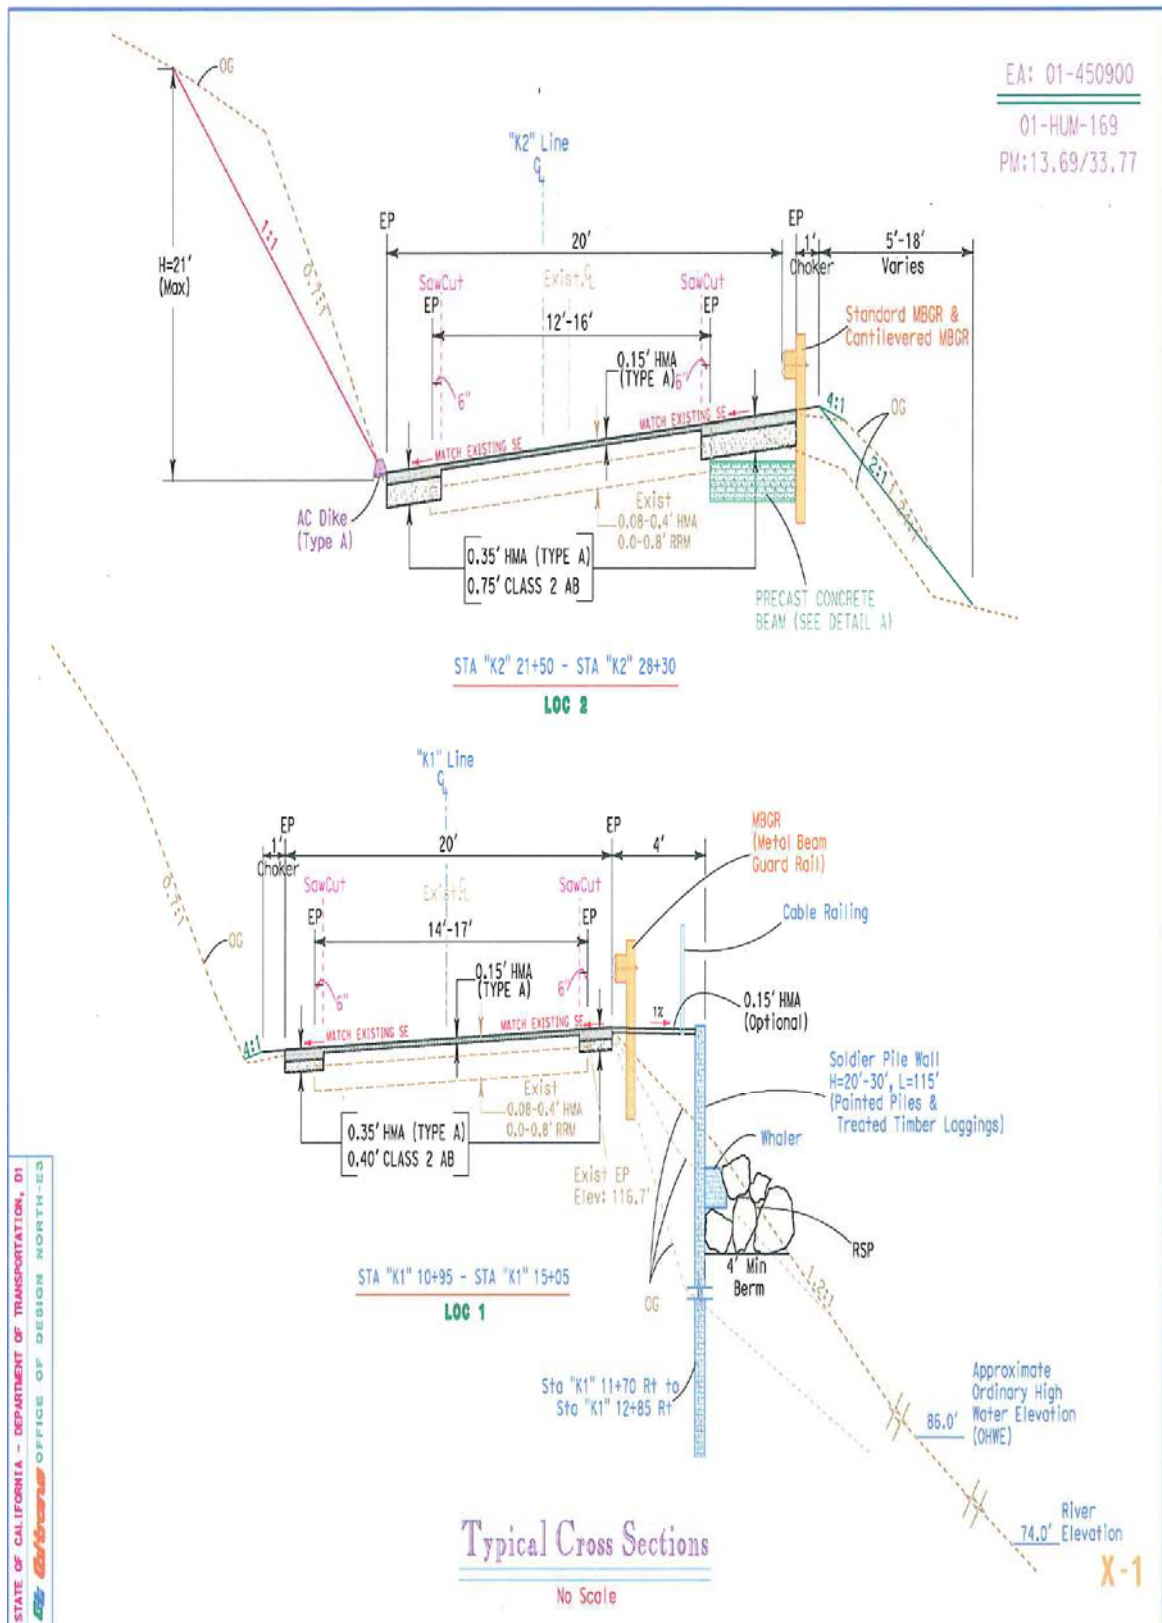 EA: 01-450900
01-HUM-169
PM:13.69/33.77
OG
"K2" Line
℄
EP
EP
20'
1'
Choker
5'-18'
Varies
H=21'
(Max)
1:1
0.7:1
SawCut
Exist.℄
SawCut
EP
EP
12'-16'
Standard MBGR &
Cantilevered MBGR
0.15' HMA
(TYPE A)
6"
6"
MATCH EXISTING SE
MATCH EXISTING SE
4:1
OG
2:1
AC Dike
(Type A)
Exist
0.08-0.4' HMA
0.0-0.8' RRM
0.35' HMA (TYPE A)
0.75' CLASS 2 AB
PRECAST CONCRETE
BEAM (SEE DETAIL A)
STA "K2" 21+50 - STA "K2" 28+30
LOC 2
"K1" Line
℄
EP
EP
1'
Choker
20'
4'
MBGR
(Metal Beam
Guard Rail)
SawCut
Exist.℄
SawCut
EP
EP
14'-17'
Cable Railing
0.7:1
OG
0.15' HMA
(TYPE A)
6"
6"
1%
0.15' HMA
(Optional)
4:1
MATCH EXISTING SE
MATCH EXISTING SE
Soldier Pile Wall
H=20'-30', L=115'
(Painted Piles &
Treated Timber Laggings)
Exist
0.08-0.4' HMA
0.0-0.8' RRM
0.35' HMA (TYPE A)
0.40' CLASS 2 AB
Whaler
Exist EP
Elev: 116.7'
RSP
4' Min
Berm
STA "K1" 10+95 - STA "K1" 15+05
LOC 1
OG
1.2:1
Sta "K1" 11+70 Rt to
Sta "K1" 12+85 Rt
Approximate
Ordinary High
Water Elevation
(OHWE)
86.0'
River
Elevation
74.0'
Typical Cross Sections
No Scale
X-1
STATE OF CALIFORNIA - DEPARTMENT OF TRANSPORTATION, D1
Caltrans OFFICE OF DESIGN NORTH-E3